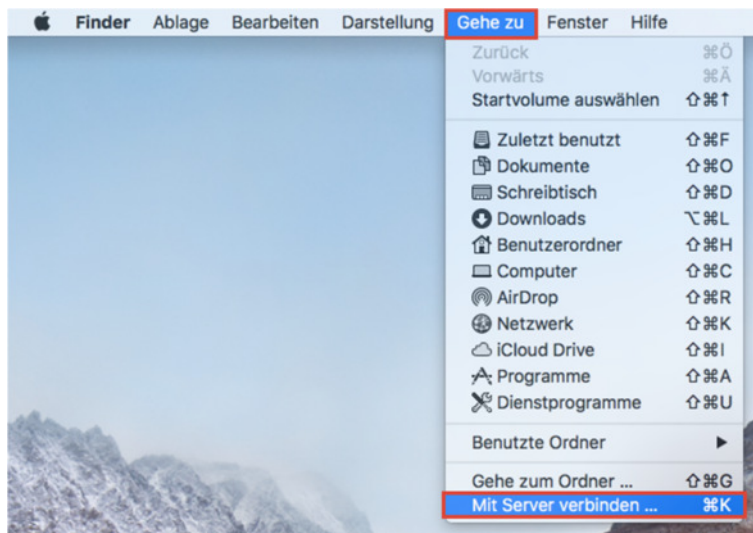 Finder Ablage Bearbeiten Darstellung Gehe zu Fenster Hilfe
Zurück ⌘Ö
Vorwärts ⌘Ä
Startvolume auswählen ⇧⌘↑
Zuletzt benutzt ⇧⌘F
Dokumente ⇧⌘O
Schreibtisch ⇧⌘D
Downloads ⌥⌘L
Benutzerordner ⇧⌘H
Computer ⇧⌘C
AirDrop ⇧⌘R
Netzwerk ⇧⌘K
iCloud Drive ⇧⌘I
Programme ⇧⌘A
Dienstprogramme ⇧⌘U
Benutzte Ordner ▶
Gehe zum Ordner ... ⇧⌘G
Mit Server verbinden ... ⌘K